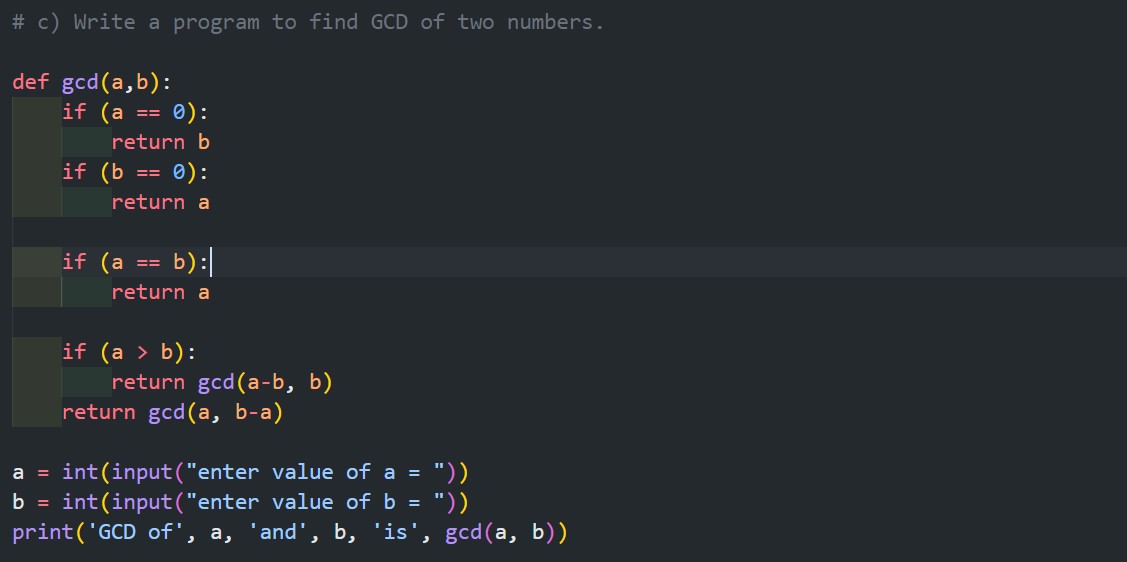 # c) Write a program to find GCD of two numbers.
def gcd(a,b):
    if (a == 0):
        return b
    if (b == 0):
        return a
    if (a == b):
        return a
    if (a > b):
        return gcd(a-b, b)
    return gcd(a, b-a)
a = int(input("enter value of a = "))
b = int(input("enter value of b = "))
print('GCD of', a, 'and', b, 'is', gcd(a, b))